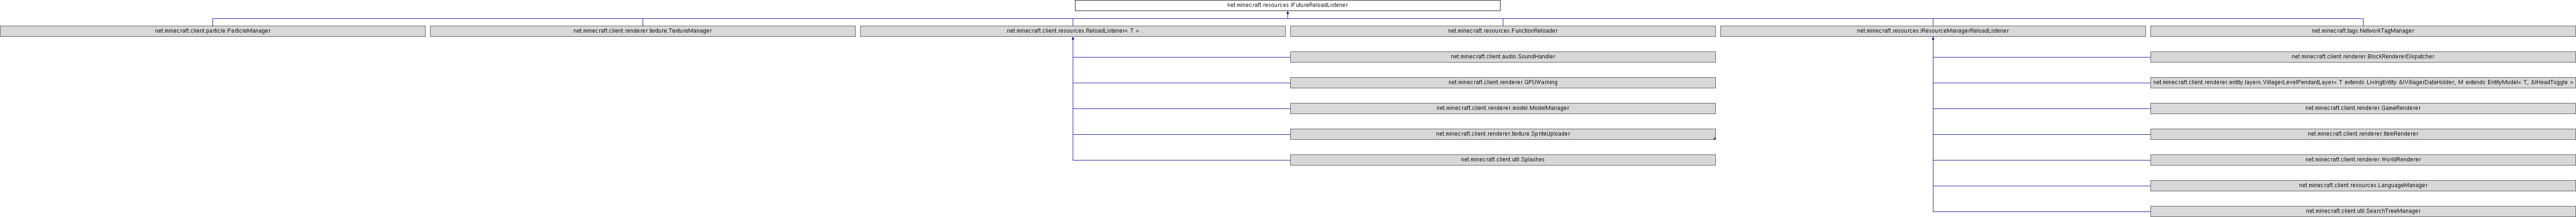 net.minecraft.resources.IFutureReloadListener
net.minecraft.client.particle.ParticleManager
net.minecraft.client.renderer.texture.TextureManager
net.minecraft.client.resources.ReloadListener< T >
net.minecraft.resources.FunctionReloader
net.minecraft.resources.IResourceManagerReloadListener
net.minecraft.tags.NetworkTagManager
net.minecraft.client.audio.SoundHandler
net.minecraft.client.renderer.BlockRendererDispatcher
net.minecraft.client.renderer.GPUWarning
net.minecraft.client.renderer.entity.layers.VillagerLevelPendantLayer< T extends LivingEntity &IVillagerDataHolder, M extends EntityModel< T, &IHeadToggle >
net.minecraft.client.renderer.model.ModelManager
net.minecraft.client.renderer.GameRenderer
net.minecraft.client.renderer.texture.SpriteUploader
net.minecraft.client.renderer.ItemRenderer
net.minecraft.client.util.Splashes
net.minecraft.client.renderer.WorldRenderer
net.minecraft.client.resources.LanguageManager
net.minecraft.client.util.SearchTreeManager